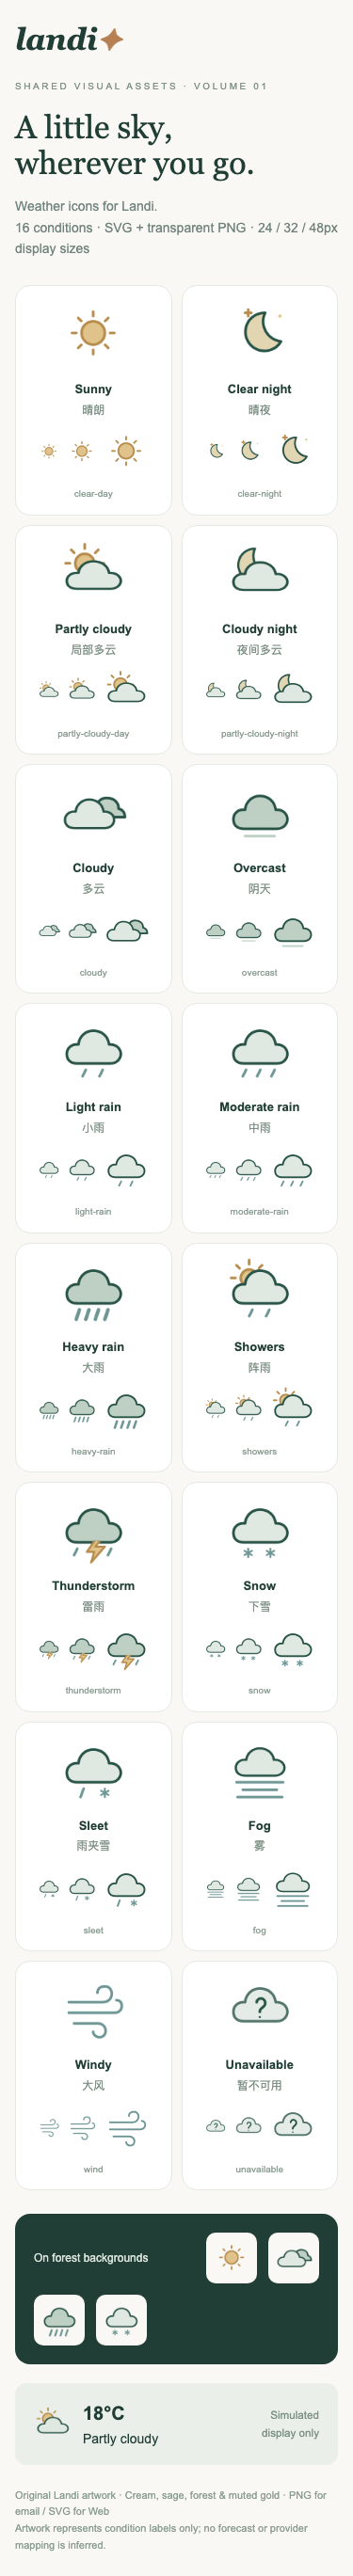 landi
SHARED VISUAL ASSETS · VOLUME 01
A little sky,
wherever you go.
Weather icons for Landi.
16 conditions · SVG + transparent PNG · 24 / 32 / 48px
display sizes
Sunny
晴朗
clear-day
Clear night
晴夜
clear-night
Partly cloudy
局部多云
partly-cloudy-day
Cloudy night
夜间多云
partly-cloudy-night
Cloudy
多云
cloudy
Overcast
阴天
overcast
Light rain
小雨
light-rain
Moderate rain
中雨
moderate-rain
Heavy rain
大雨
heavy-rain
Showers
阵雨
showers
Thunderstorm
雷雨
thunderstorm
Snow
下雪
snow
Sleet
雨夹雪
sleet
Fog
雾
fog
Windy
大风
wind
?
Unavailable
暂不可用
? ? ?
unavailable
On forest backgrounds
18°C
Partly cloudy
Simulated
display only
Original Landi artwork · Cream, sage, forest & muted gold · PNG for
email / SVG for Web
Artwork represents condition labels only; no forecast or provider
mapping is inferred.